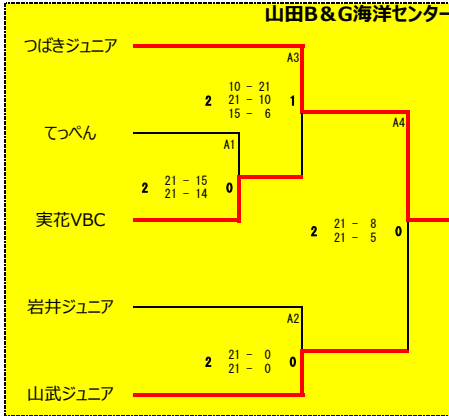 山田B＆G海洋センター
つばきジュニア
A3
10 - 21
2 21 - 10 1
15 - 6
A4
てっぺん
A1
2 21 - 15 0
21 - 14
実花VBC
2 21 - 8 0
21 - 5
岩井ジュニア
A2
2 21 - 0 0
21 - 0
山武ジュニア